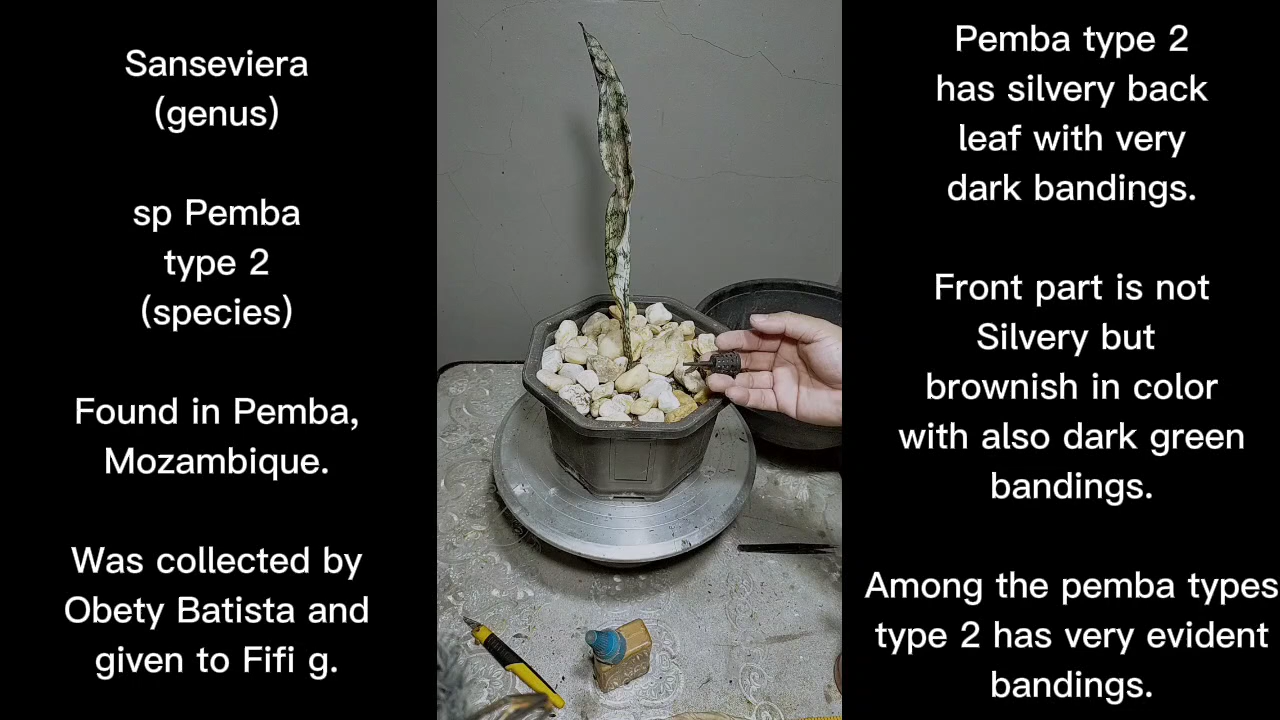 Sanseviera
(genus)
sp Pemba
type 2
(species)
Found in Pemba,
Mozambique.
Was collected by
Obety Batista and
given to Fifi g.
Pemba type 2
has silvery back
leaf with very
dark bandings.
Front part is not
Silvery but
brownish in color
with also dark green
bandings.
Among the pemba types
type 2 has very evident
bandings.